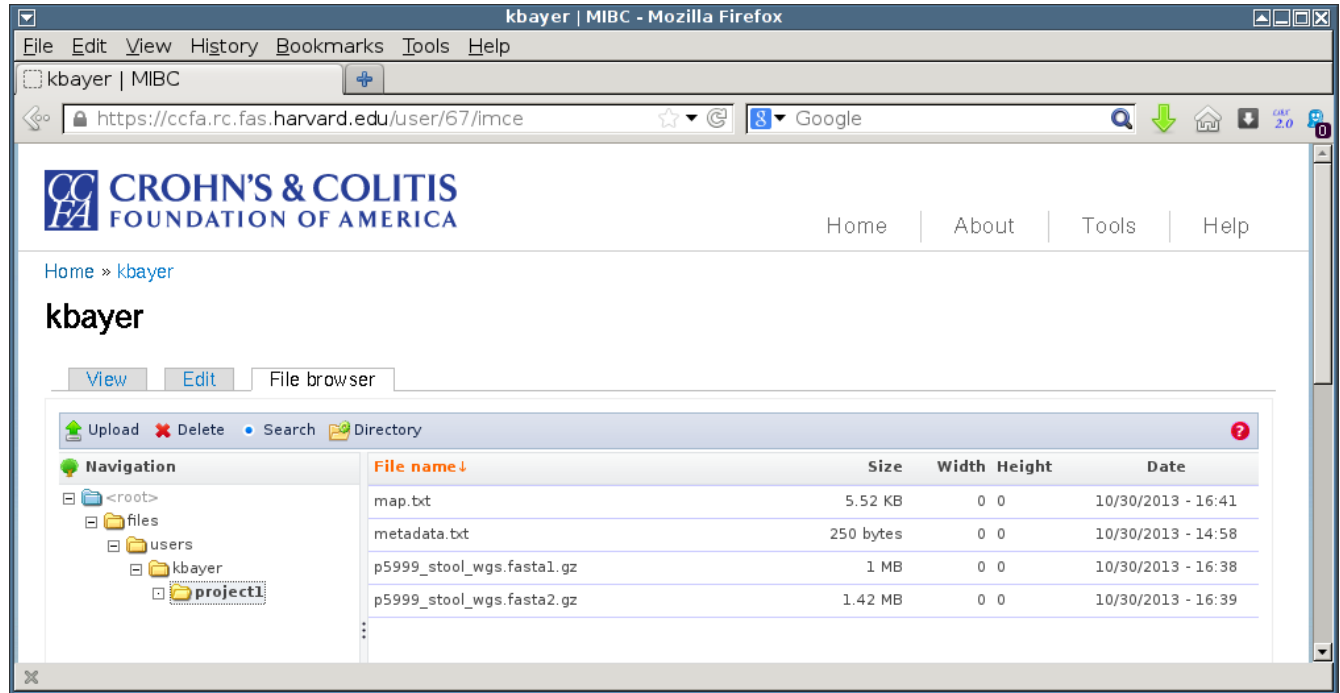 kbayer | MIBC - Mozilla Firefox
File Edit View History Bookmarks Tools Help
kbayer | MIBC
https://ccfa.rc.fas.harvard.edu/user/67/imce Google 2.0 0
CCFA CROHN'S & COLITIS
FOUNDATION OF AMERICA
Home About Tools Help
Home » kbayer
kbayer
View Edit File browser
Upload Delete Search Directory ?
Navigation File name↓ Size Width Height Date
<root> map.txt 5.52 KB 0 0 10/30/2013 - 16:41
files metadata.txt 250 bytes 0 0 10/30/2013 - 14:58
users p5999_stool_wgs.fasta1.gz 1 MB 0 0 10/30/2013 - 16:38
kbayer
project1 p5999_stool_wgs.fasta2.gz 1.42 MB 0 0 10/30/2013 - 16:39